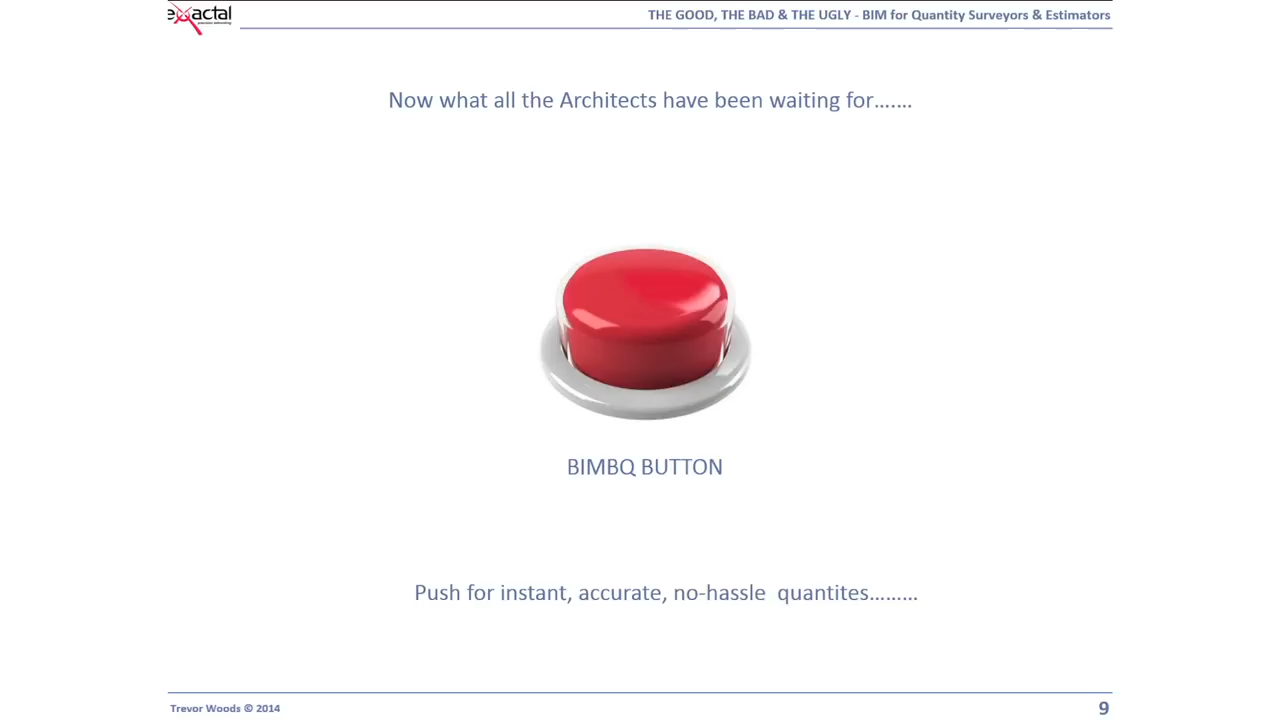 exactal
THE GOOD, THE BAD & THE UGLY - BIM for Quantity Surveyors & Estimators
Now what all the Architects have been waiting for.......
BIMBQ BUTTON
Push for instant, accurate, no-hassle  quantites.........
Trevor Woods © 2014
9